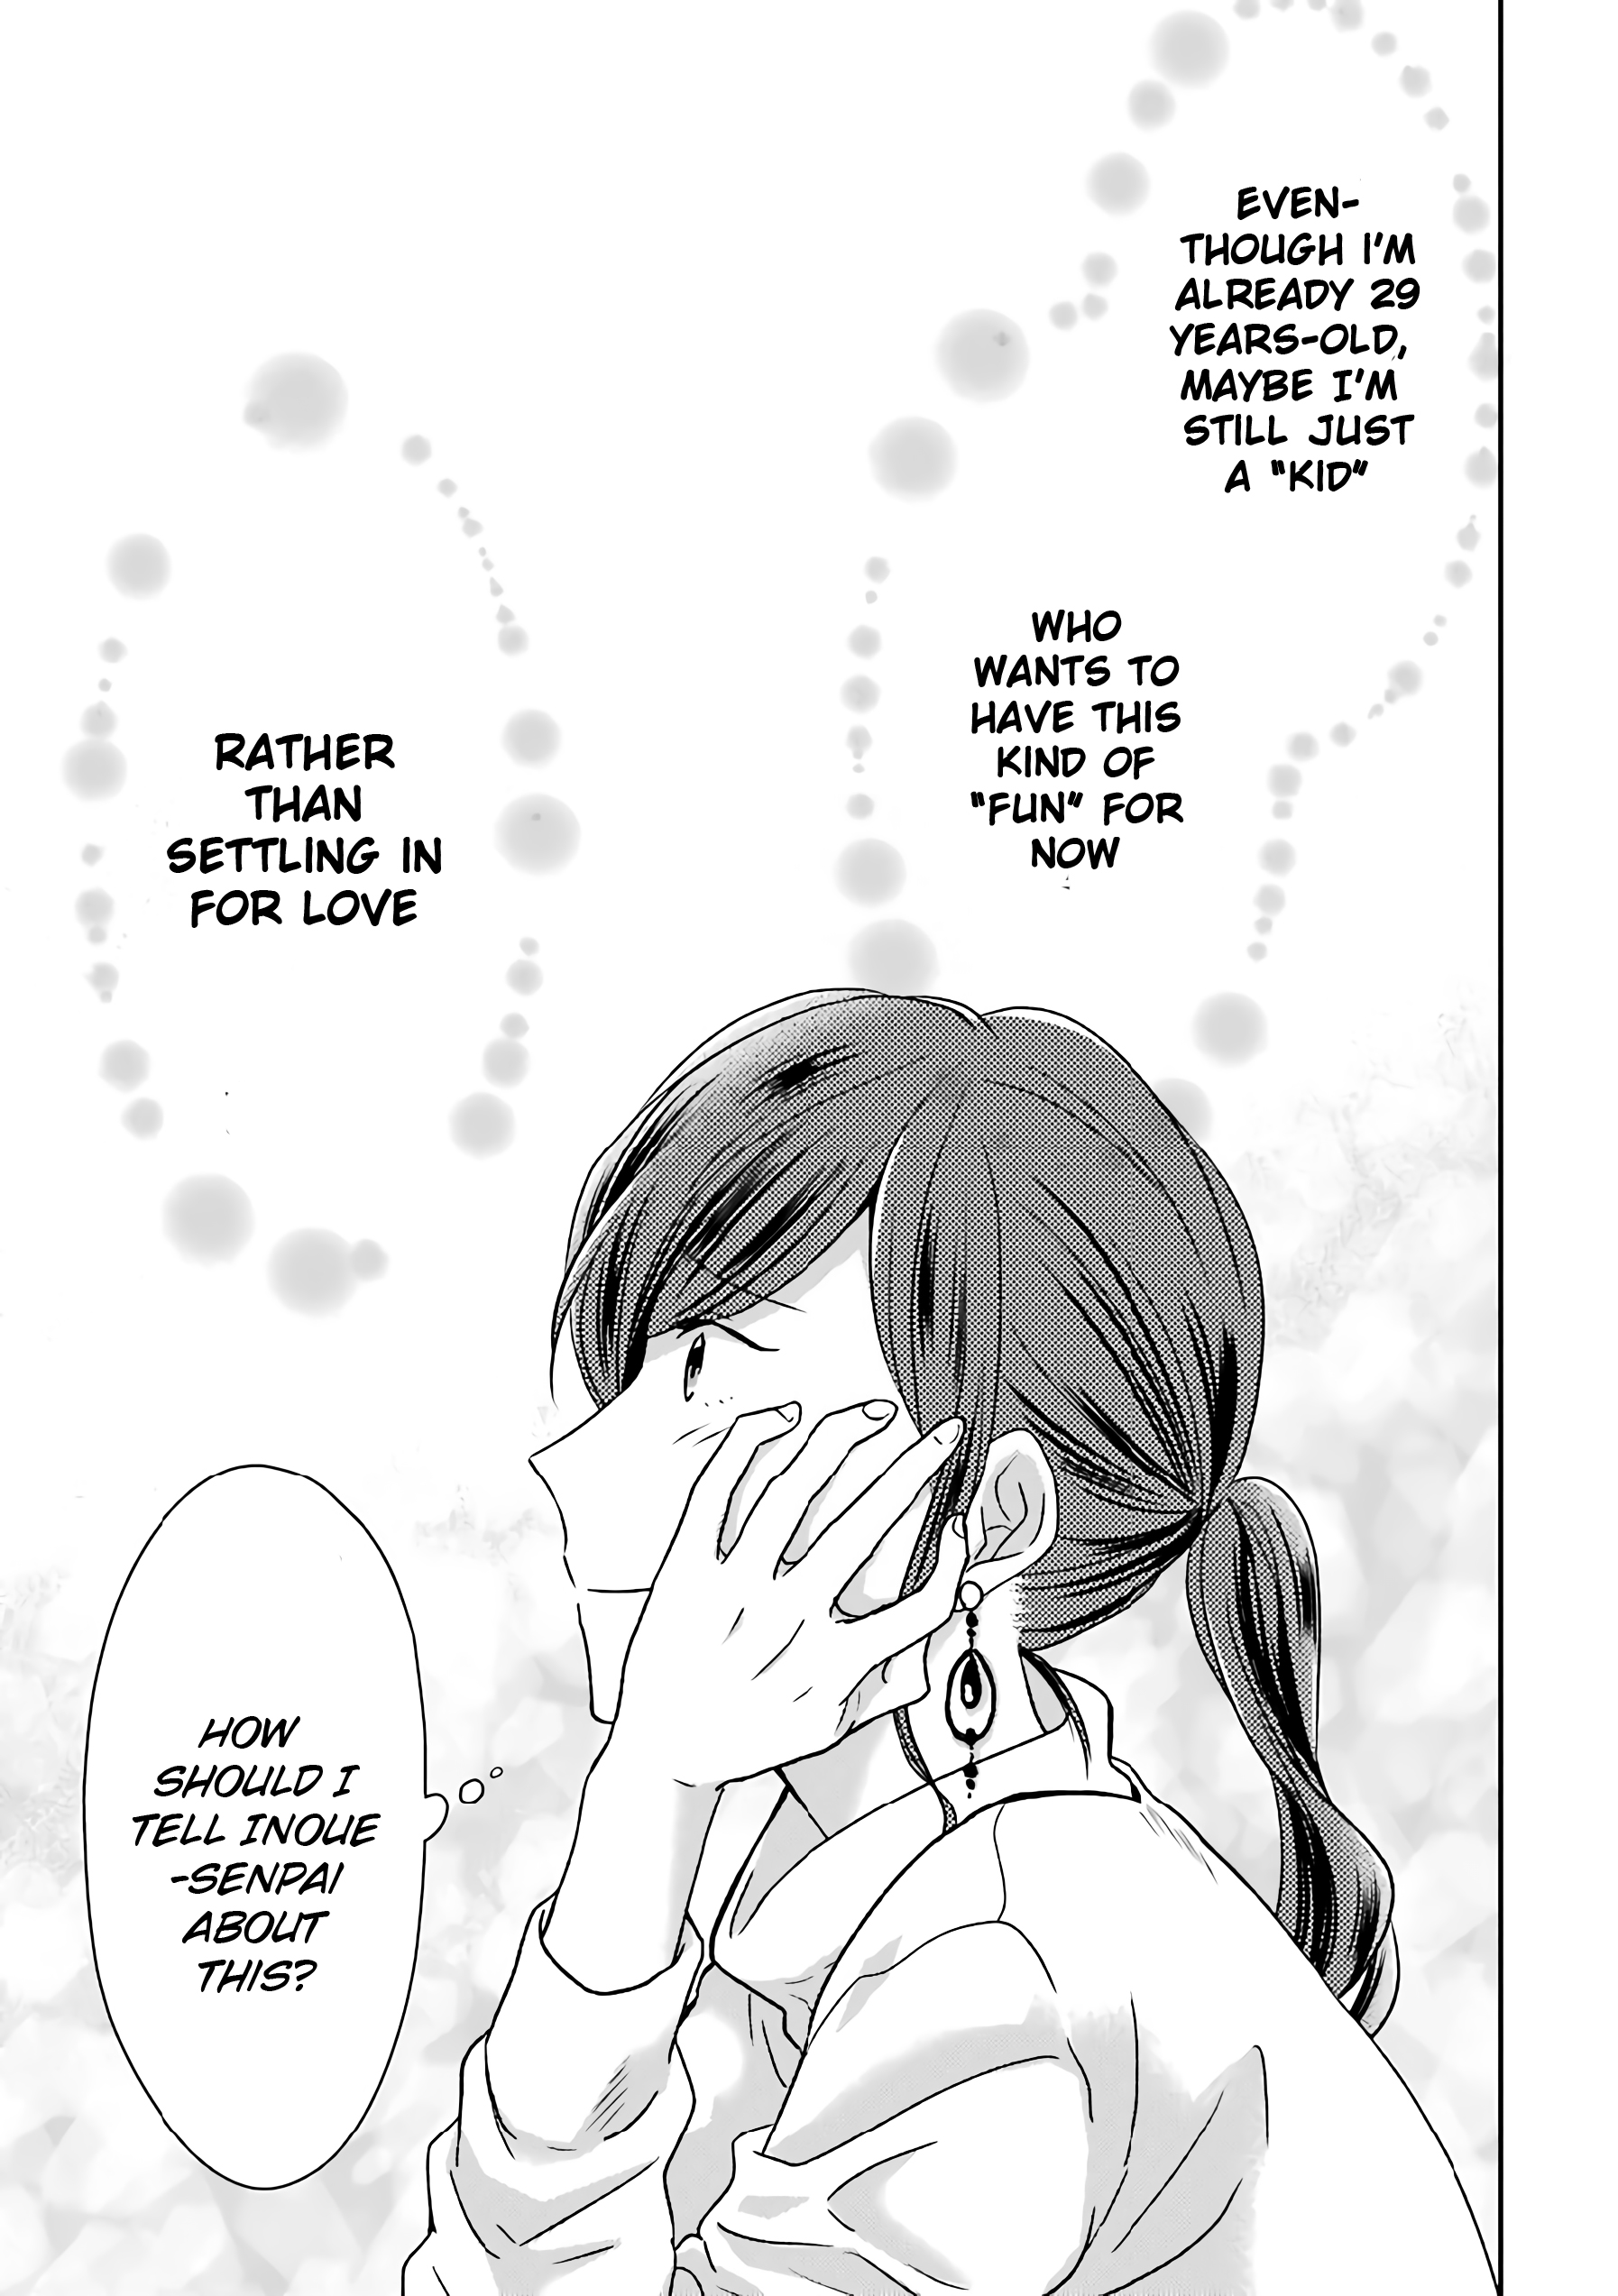 EVEN-
THOUGH I'M
ALREADY 29
YEARS-OLD,
MAYBE I'M
STILL JUST
A "KID"
WHO
WANTS TO
HAVE THIS
KIND OF
"FUN" FOR
NOW
RATHER
THAN
SETTLING IN
FOR LOVE
HOW
SHOULD I
TELL INOUE
-SENPAI
ABOUT
THIS?